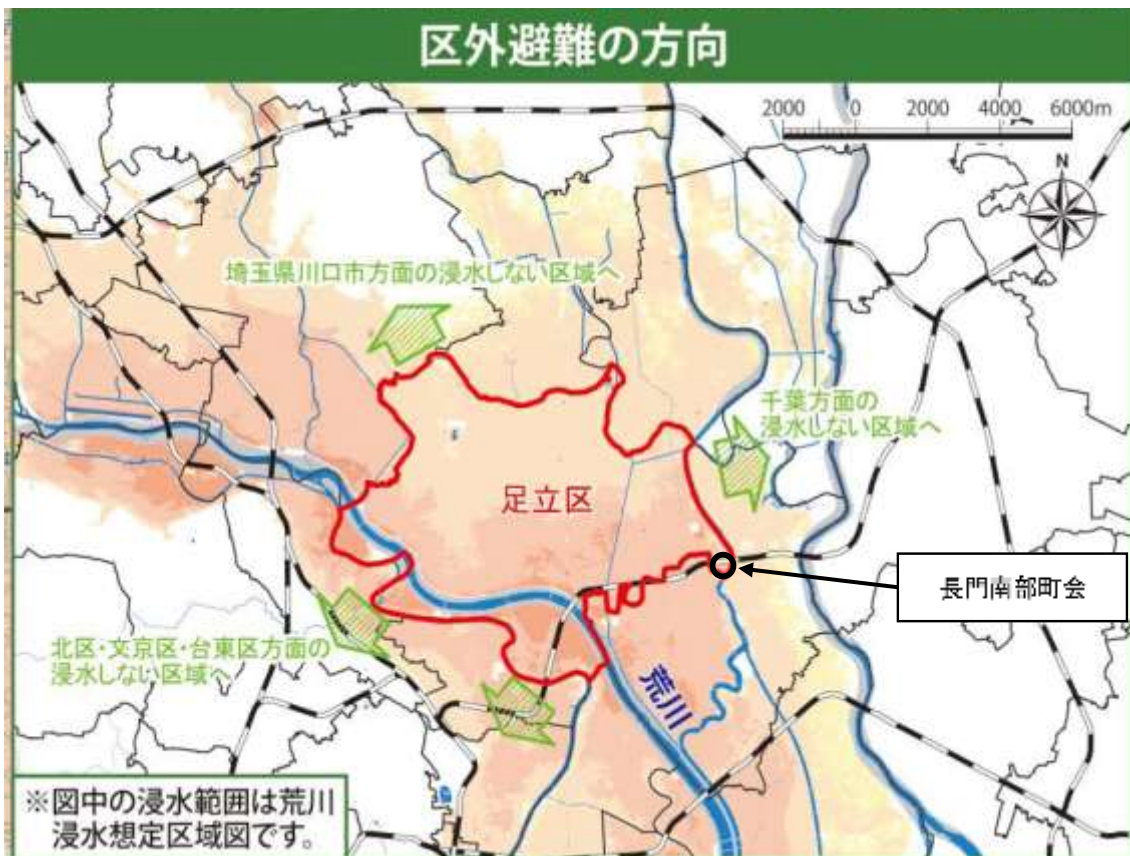 区外避難の方向
2000 0 2000 4000 6000m
N
埼玉県川口市方面の浸水しない区域へ
千葉方面の
浸水しない区域へ
足立区
長門南部町会
北区・文京区・台東区方面の
浸水しない区域へ
荒川
※図中の浸水範囲は荒川
浸水想定区域図です。